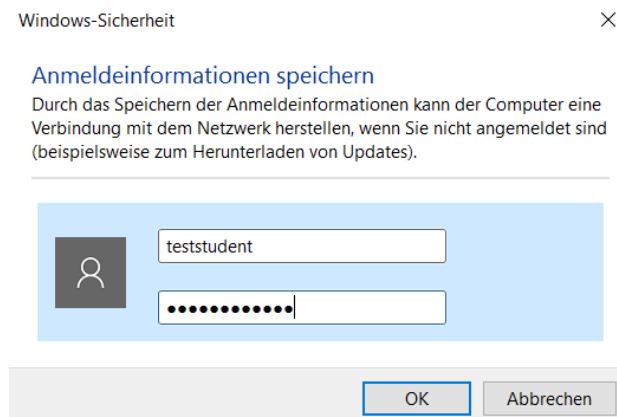 Windows-Sicherheit
Anmeldeinformationen speichern
Durch das Speichern der Anmeldeinformationen kann der Computer eine
Verbindung mit dem Netzwerk herstellen, wenn Sie nicht angemeldet sind
(beispielsweise zum Herunterladen von Updates).
teststudent
●●●●●●●●●●●●
OK Abbrechen